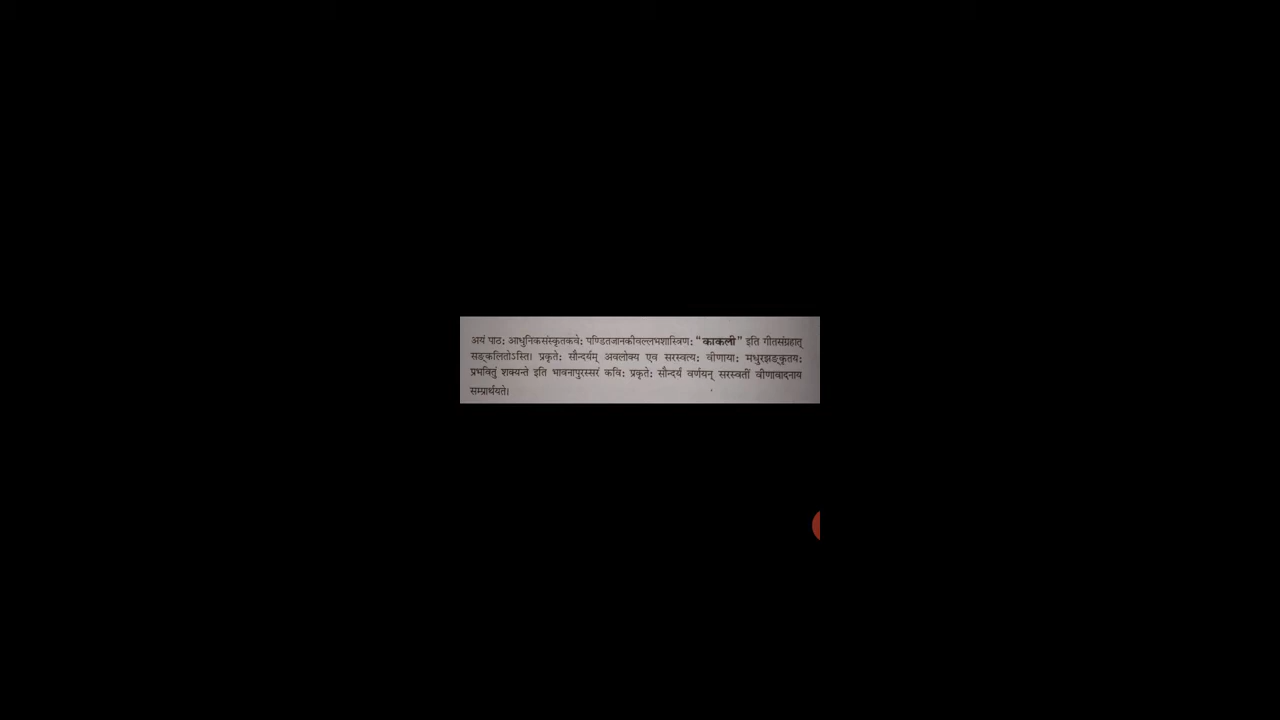 अयं पाठः आधुनिकसंस्कृतकवेः पण्डितजानकीवल्लभशास्त्रिणः “काकली” इति गीतसंग्रहात्
सङ्कलितोऽस्ति। प्रकृतेः सौन्दर्यम् अवलोक्य एव सरस्वत्यः वीणायाः मधुरझङ्कृतयः
प्रभवितुं शक्यन्ते इति भावनापुरस्सरं कविः प्रकृतेः सौन्दर्यं वर्णयन् सरस्वतीं वीणावादनाय
सम्प्रार्थयते।